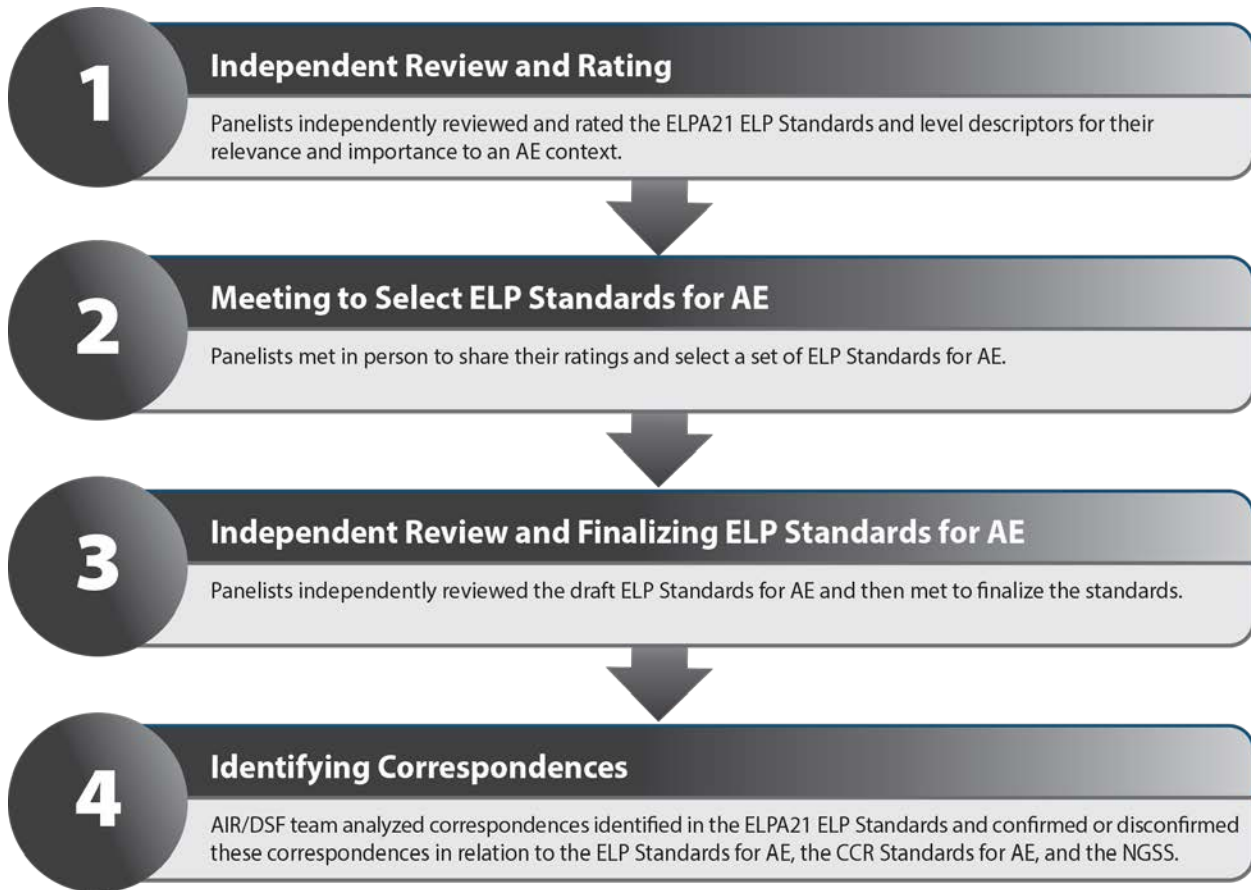 1
Independent Review and Rating
Panelists independently reviewed and rated the ELPA21 ELP Standards and level descriptors for their
relevance and importance to an AE context.
2
Meeting to Select ELP Standards for AE
Panelists met in person to share their ratings and select a set of ELP Standards for AE.
3
Independent Review and Finalizing ELP Standards for AE
Panelists independently reviewed the draft ELP Standards for AE and then met to finalize the standards.
4
Identifying Correspondences
AIR/DSF team analyzed correspondences identified in the ELPA21 ELP Standards and confirmed or disconfirmed
these correspondences in relation to the ELP Standards for AE, the CCR Standards for AE, and the NGSS.